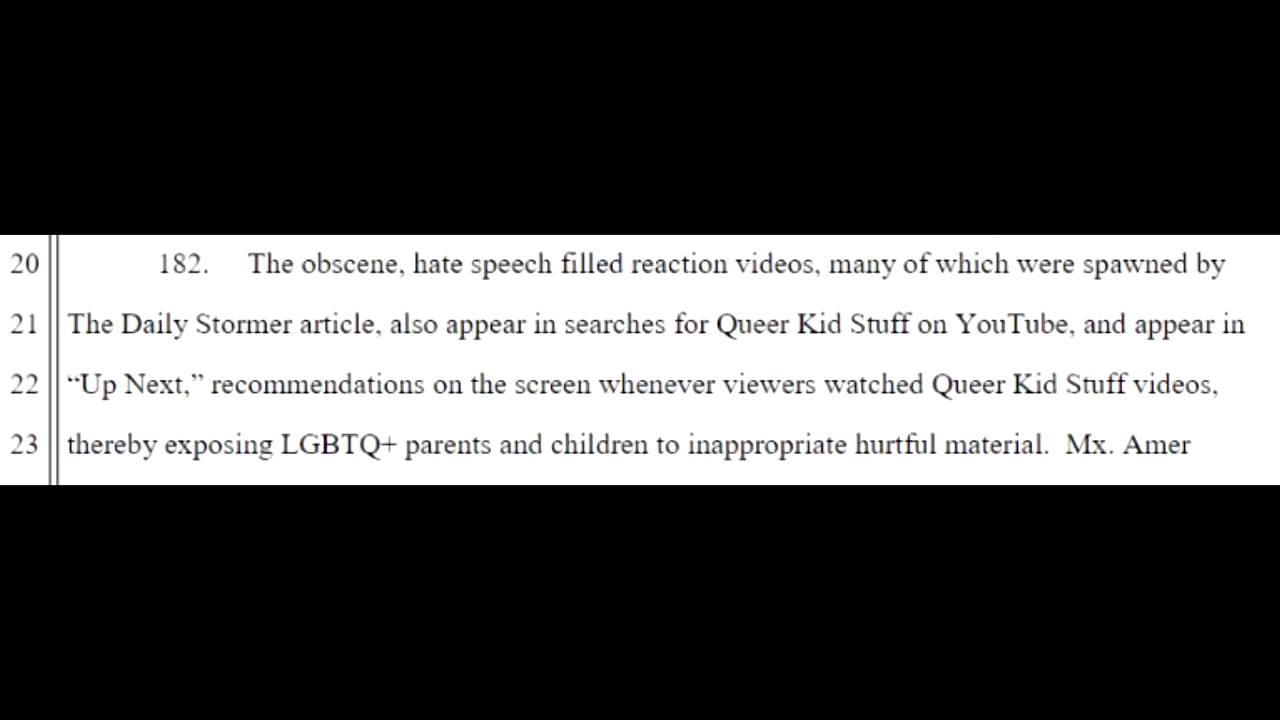 20 182. The obscene, hate speech filled reaction videos, many of which were spawned by
21 The Daily Stormer article, also appear in searches for Queer Kid Stuff on YouTube, and appear in
22 “Up Next,” recommendations on the screen whenever viewers watched Queer Kid Stuff videos,
23 thereby exposing LGBTQ+ parents and children to inappropriate hurtful material. Mx. Amer